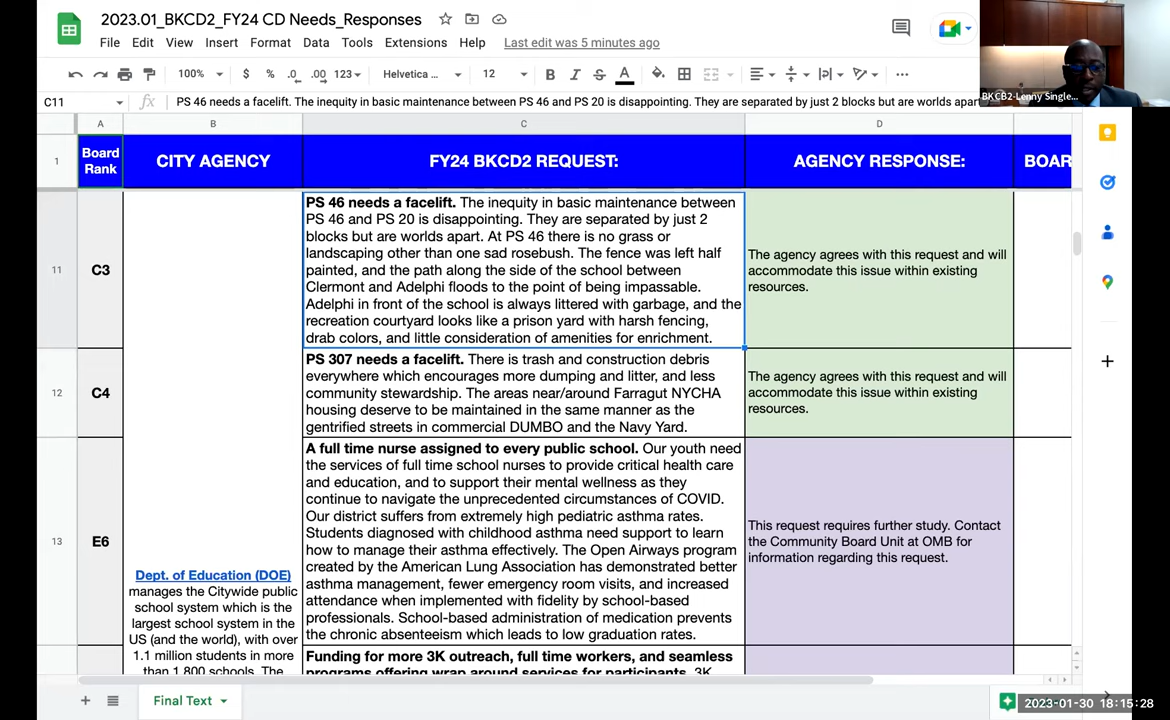 2023.01_BKCD2_FY24 CD Needs_Responses
File Edit View Insert Format Data Tools Extensions Help Last edit was 5 minutes ago
100% $ % .0 .00 123 Helvetica ... 12 B I S A
C11 fx PS 46 needs a facelift. The inequity in basic maintenance between PS 46 and PS 20 is disappointing. They are separated by just 2 blocks but are worlds apart
BKCB2-Lenny Single...
A B C D
1 Board Rank CITY AGENCY FY24 BKCD2 REQUEST: AGENCY RESPONSE: BOAR
11
C3
PS 46 needs a facelift. The inequity in basic maintenance between
PS 46 and PS 20 is disappointing. They are separated by just 2
blocks but are worlds apart. At PS 46 there is no grass or
landscaping other than one sad rosebush. The fence was left half
painted, and the path along the side of the school between
Clermont and Adelphi floods to the point of being impassable.
Adelphi in front of the school is always littered with garbage, and the
recreation courtyard looks like a prison yard with harsh fencing,
drab colors, and little consideration of amenities for enrichment.
The agency agrees with this request and will
accommodate this issue within existing
resources.
12
C4
PS 307 needs a facelift. There is trash and construction debris
everywhere which encourages more dumping and litter, and less
community stewardship. The areas near/around Farragut NYCHA
housing deserve to be maintained in the same manner as the
gentrified streets in commercial DUMBO and the Navy Yard.
The agency agrees with this request and will
accommodate this issue within existing
resources.
13
E6
A full time nurse assigned to every public school. Our youth need
the services of full time school nurses to provide critical health care
and education, and to support their mental wellness as they
continue to navigate the unprecedented circumstances of COVID.
Our district suffers from extremely high pediatric asthma rates.
Students diagnosed with childhood asthma need support to learn
how to manage their asthma effectively. The Open Airways program
created by the American Lung Association has demonstrated better
asthma management, fewer emergency room visits, and increased
attendance when implemented with fidelity by school-based
professionals. School-based administration of medication prevents
the chronic absenteeism which leads to low graduation rates.
This request requires further study. Contact
the Community Board Unit at OMB for
information regarding this request.
Dept. of Education (DOE)
manages the Citywide public
school system which is the
largest school system in the
US (and the world), with over
1.1 million students in more
than 1,800 schools. The
Funding for more 3K outreach, full time workers, and seamless
programs offering wrap around services for participants. 3K
Final Text
2023-01-30 18:15:28